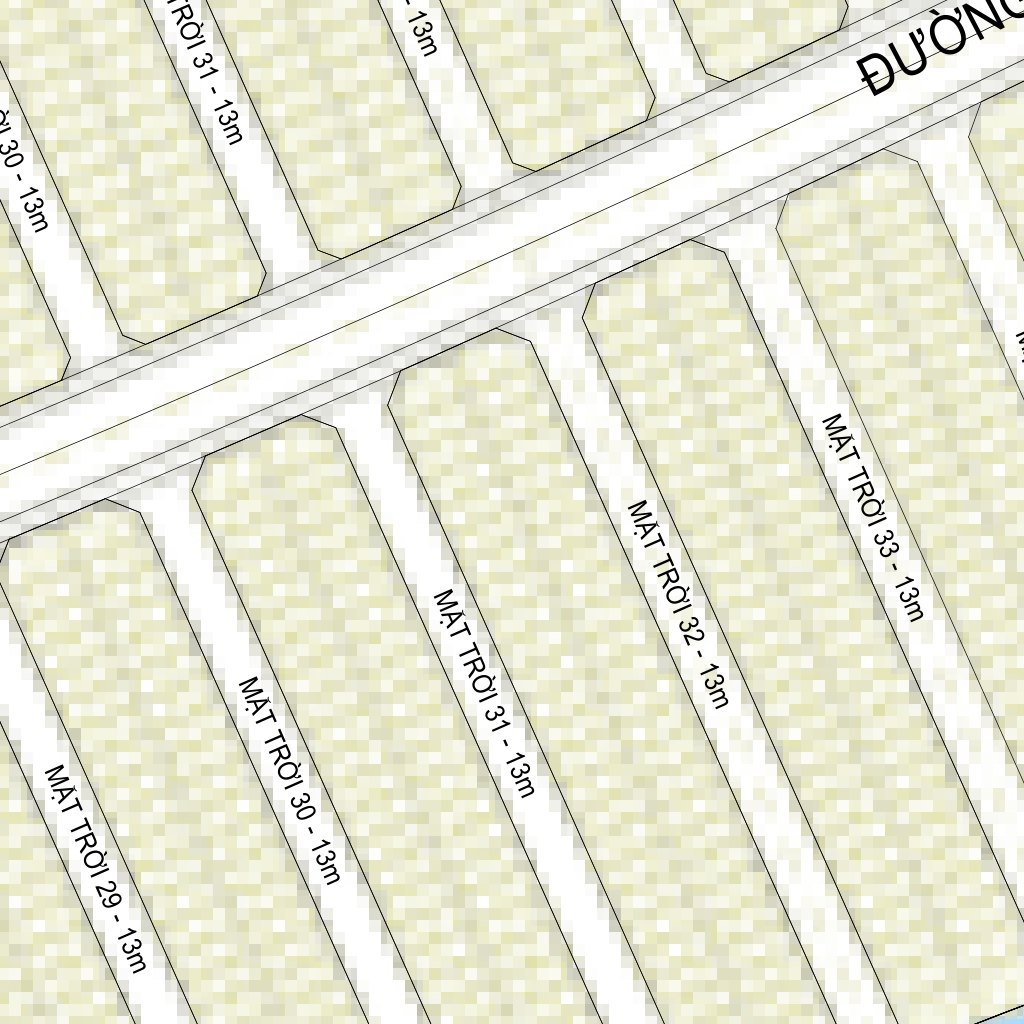 ĐƯỜNG
TRỜI 31 - 13m
- 13m
30 - 13m
MẶT TRỜI 33 - 13m
MẶT TRỜI 32 - 13m
MẶT TRỜI 31 - 13m
MẶT TRỜI 30 - 13m
MẶT TRỜI 29 - 13m